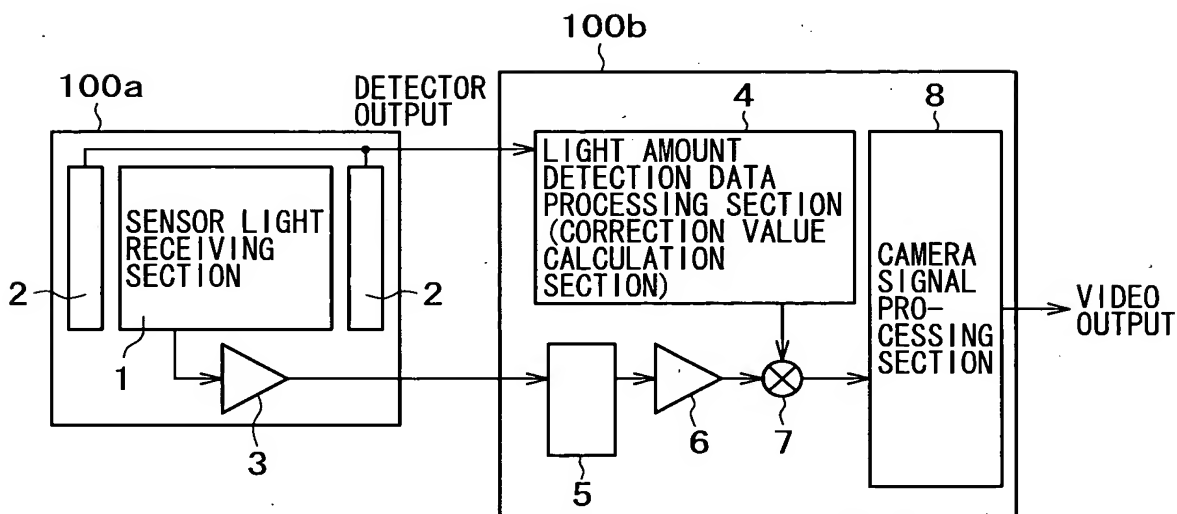 100b
100a
DETECTOR
OUTPUT
4
8
LIGHT AMOUNT
DETECTION DATA
PROCESSING SECTION
(CORRECTION VALUE
CALCULATION
SECTION)
SENSOR LIGHT
RECEIVING
SECTION
2
2
1
3
CAMERA
SIGNAL
PRO-
CESSING
SECTION
VIDEO
OUTPUT
5
6
7